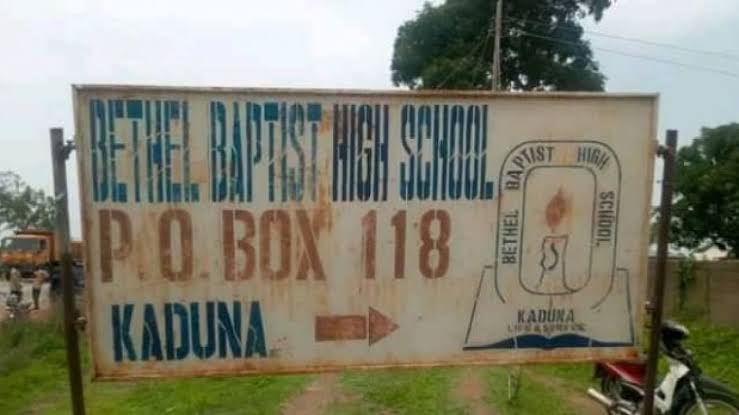 BETHEL BAPTIST HIGH SCHOOL
P.O. BOX 118
KADUNA
BETHEL BAPTIST HIGH SCHOOL
KADUNA